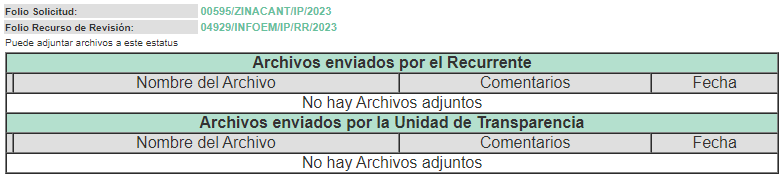 Folio Solicitud: 00595/ZINACANT/IP/2023
Folio Recurso de Revisión: 04929/INFOEM/IP/RR/2023
Puede adjuntar archivos a este estatus
Archivos enviados por el Recurrente
Nombre del Archivo Comentarios Fecha
No hay Archivos adjuntos
Archivos enviados por la Unidad de Transparencia
Nombre del Archivo Comentarios Fecha
No hay Archivos adjuntos